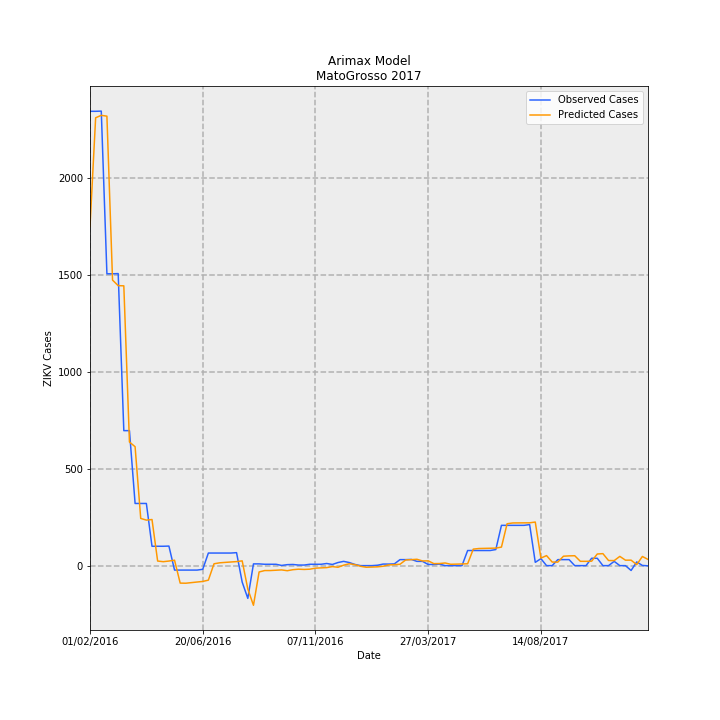 Arimax Model
MatoGrosso 2017
Observed Cases
Predicted Cases
ZIKV Cases
2000
1500
1000
500
0
01/02/2016 20/06/2016 07/11/2016 27/03/2017 14/08/2017
Date